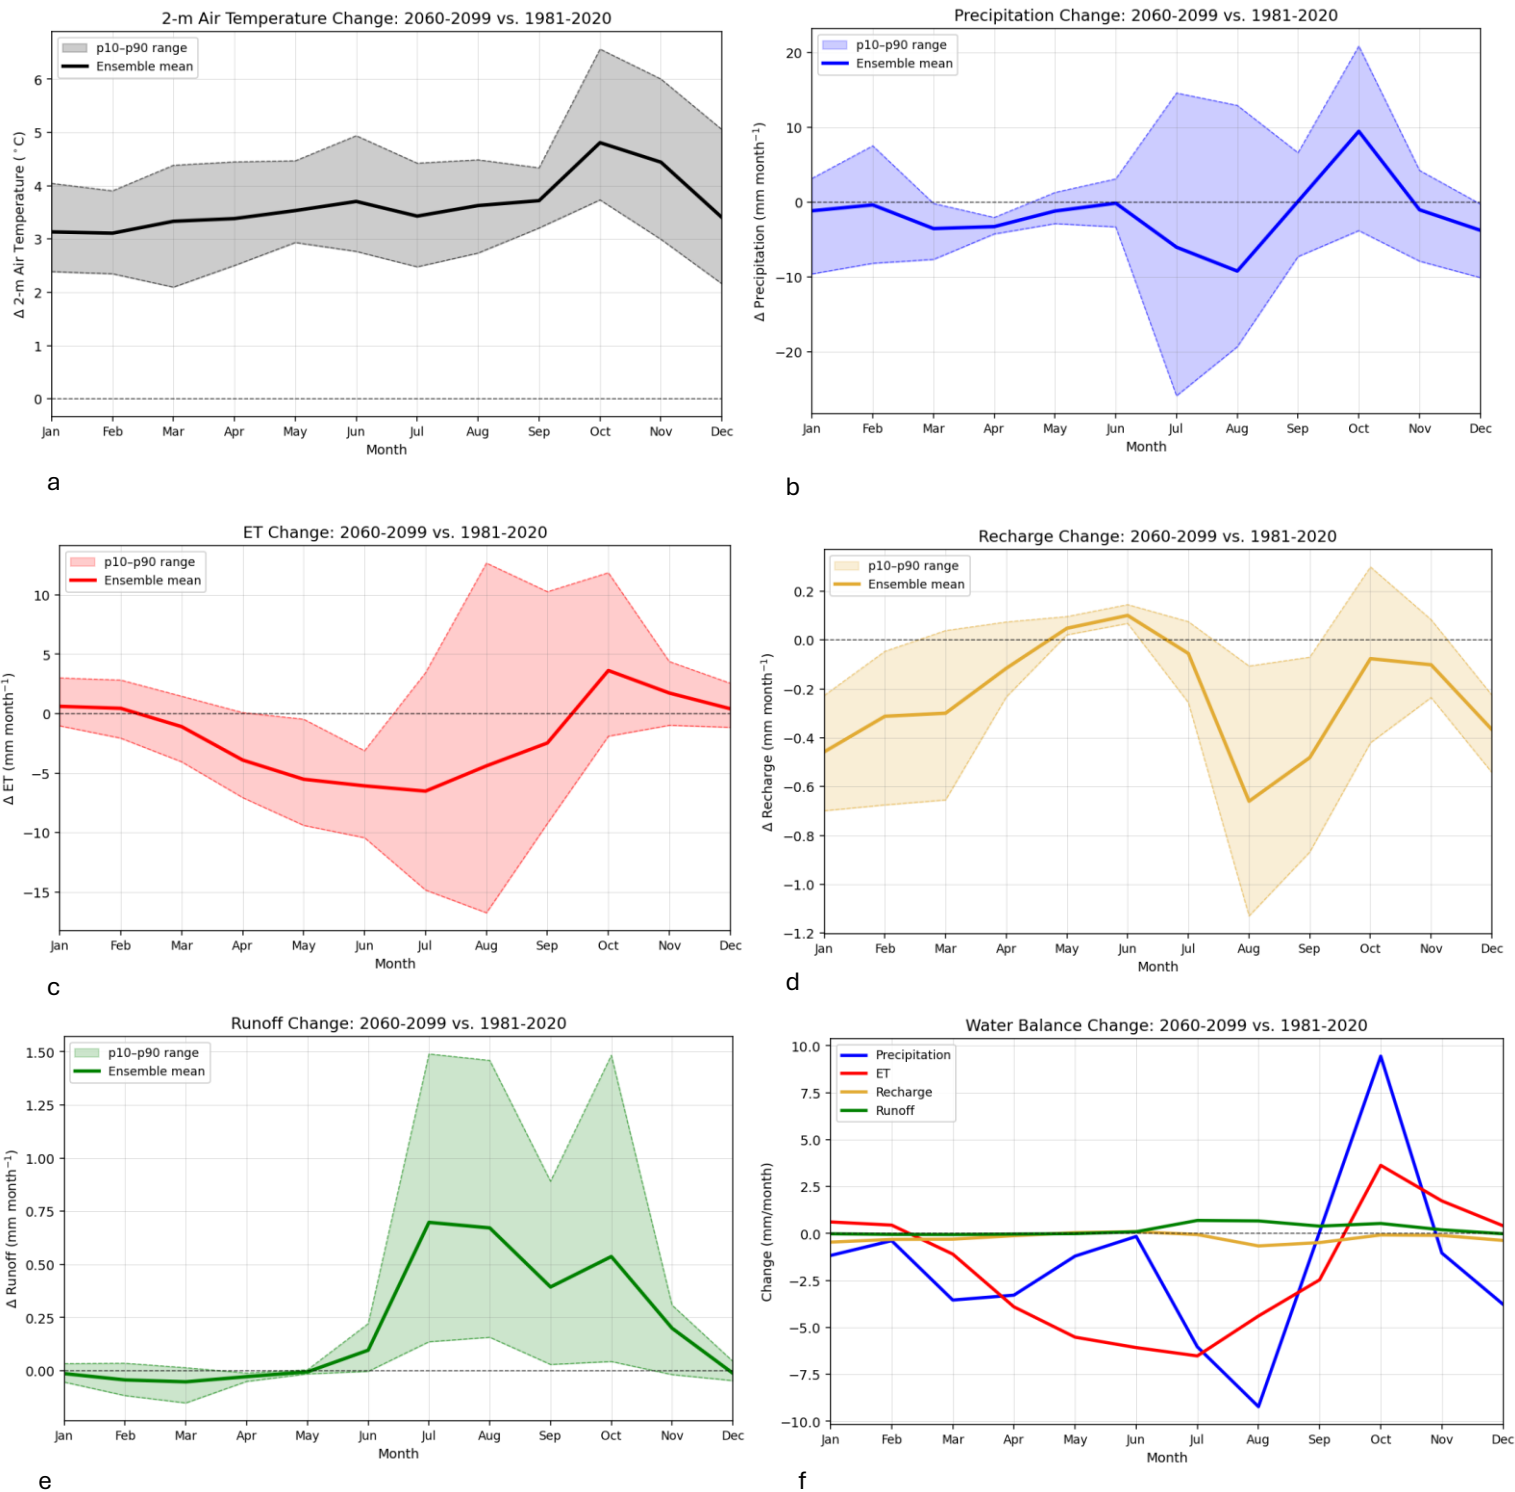 2-m Air Temperature Change: 2060-2099 vs. 1981-2020
p10–p90 range
Ensemble mean
Δ 2-m Air Temperature (°C)
6
5
4
3
2
1
0
Jan Feb Mar Apr May Jun Jul Aug Sep Oct Nov Dec
Month
a
Precipitation Change: 2060-2099 vs. 1981-2020
p10–p90 range
Ensemble mean
Δ Precipitation (mm month⁻¹)
20
10
0
−10
−20
Jan Feb Mar Apr May Jun Jul Aug Sep Oct Nov Dec
Month
b
ET Change: 2060-2099 vs. 1981-2020
p10–p90 range
Ensemble mean
Δ ET (mm month⁻¹)
10
5
0
−5
−10
−15
Jan Feb Mar Apr May Jun Jul Aug Sep Oct Nov Dec
Month
c
Recharge Change: 2060-2099 vs. 1981-2020
p10–p90 range
Ensemble mean
Δ Recharge (mm month⁻¹)
0.2
0.0
−0.2
−0.4
−0.6
−0.8
−1.0
−1.2
Jan Feb Mar Apr May Jun Jul Aug Sep Oct Nov Dec
Month
d
Runoff Change: 2060-2099 vs. 1981-2020
p10–p90 range
Ensemble mean
Δ Runoff (mm month⁻¹)
1.50
1.25
1.00
0.75
0.50
0.25
0.00
Jan Feb Mar Apr May Jun Jul Aug Sep Oct Nov Dec
Month
e
Water Balance Change: 2060-2099 vs. 1981-2020
Precipitation
ET
Recharge
Runoff
Change (mm/month)
10.0
7.5
5.0
2.5
0.0
−2.5
−5.0
−7.5
−10.0
Jan Feb Mar Apr May Jun Jul Aug Sep Oct Nov Dec
Month
f